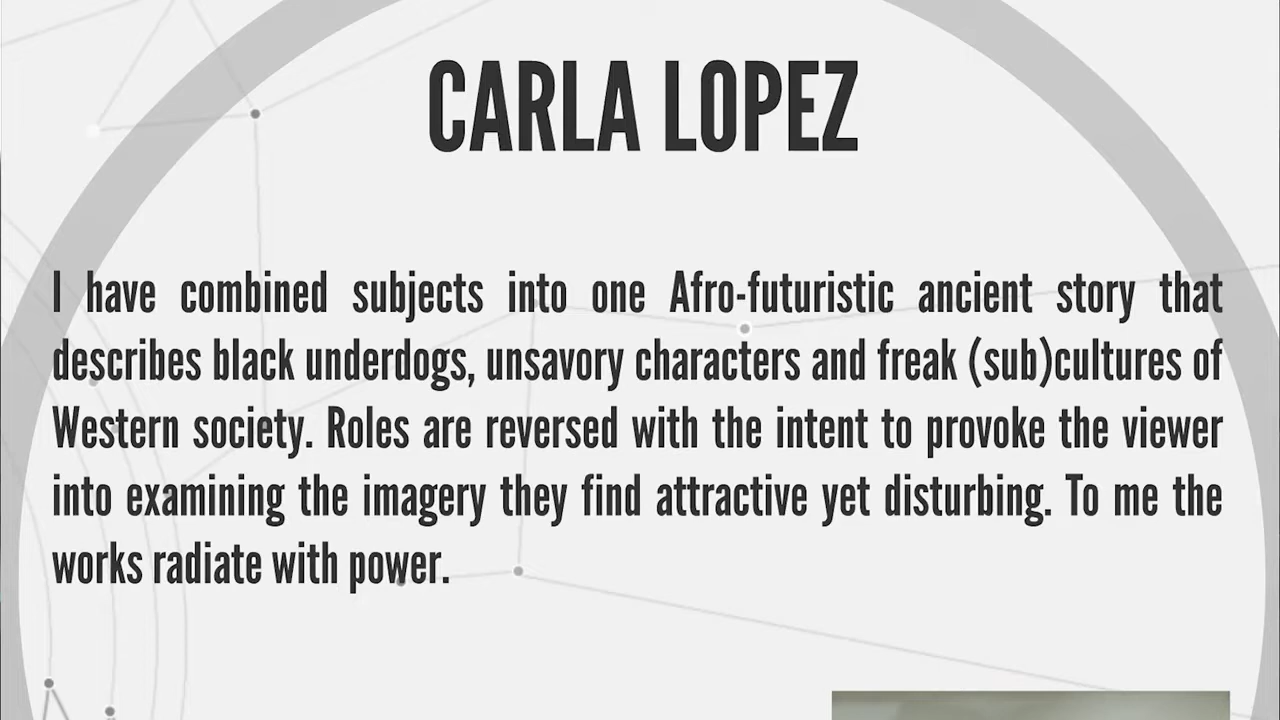 CARLA LOPEZ
I have combined subjects into one Afro-futuristic ancient story that
describes black underdogs, unsavory characters and freak (sub)cultures of
Western society. Roles are reversed with the intent to provoke the viewer
into examining the imagery they find attractive yet disturbing. To me the
works radiate with power.